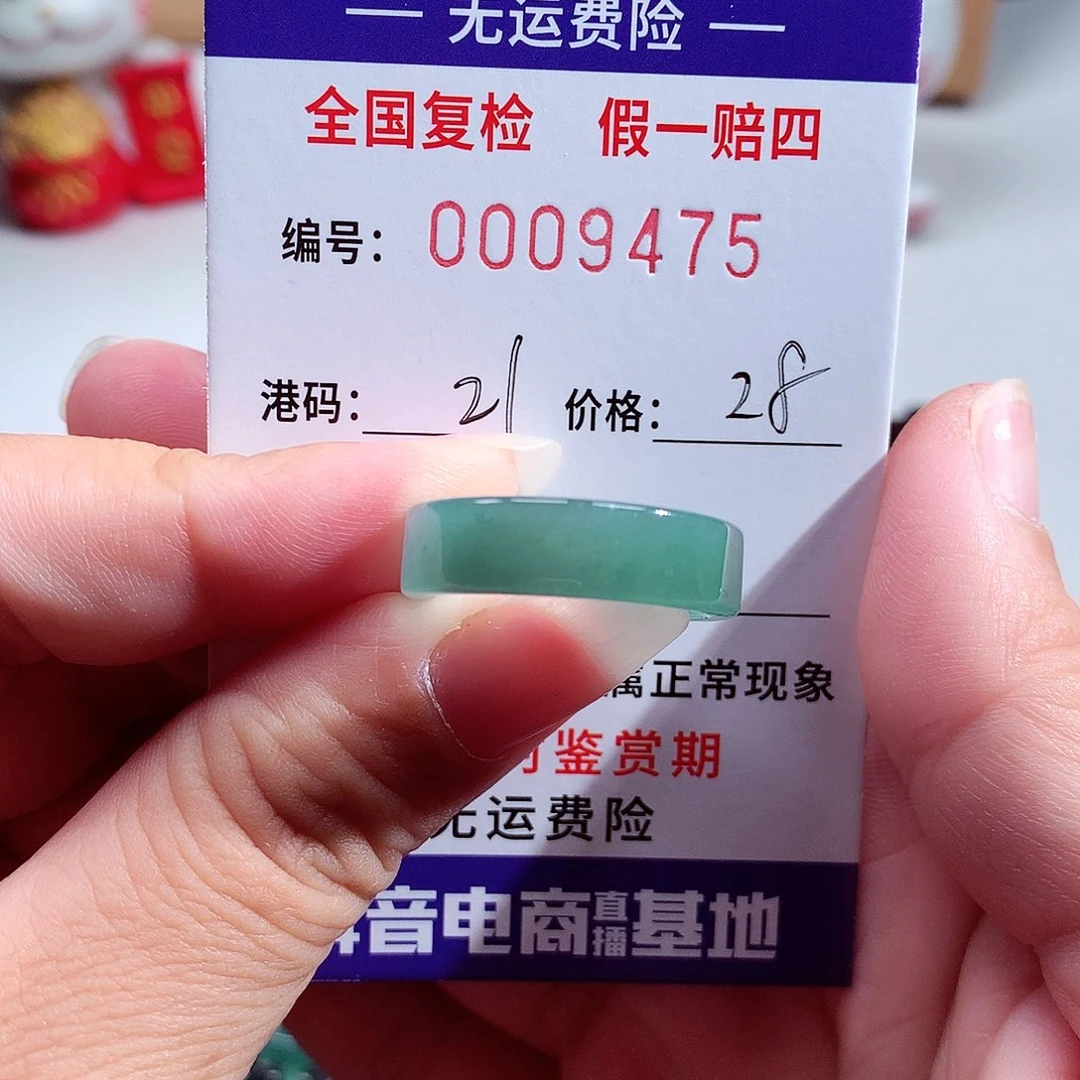 — 无运费险 —
全国复检 假一赔四
编号： 0009475
港码： 21 价格： 28
属正常现象
鉴赏期
无运费险
音电商直播基地